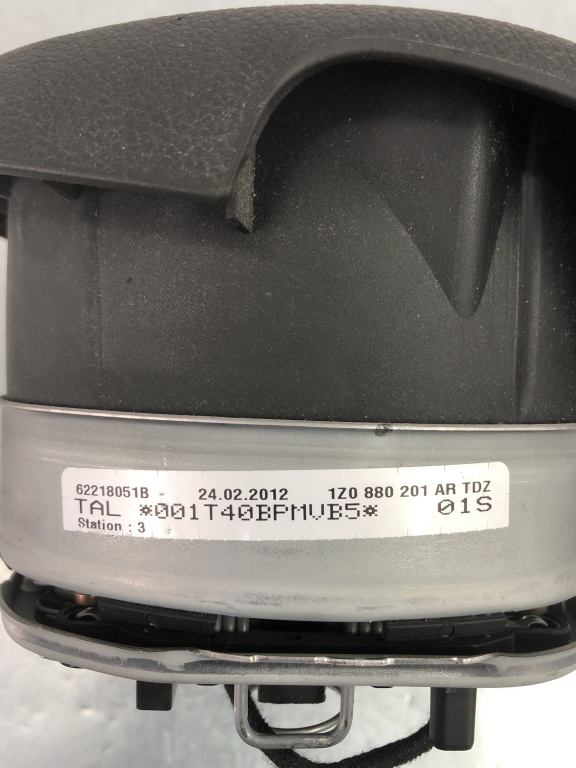 62218051B - 24.02.2012 1Z0 880 201 AR TDZ
TAL *001T40BPMVB5* 01S
Station : 3